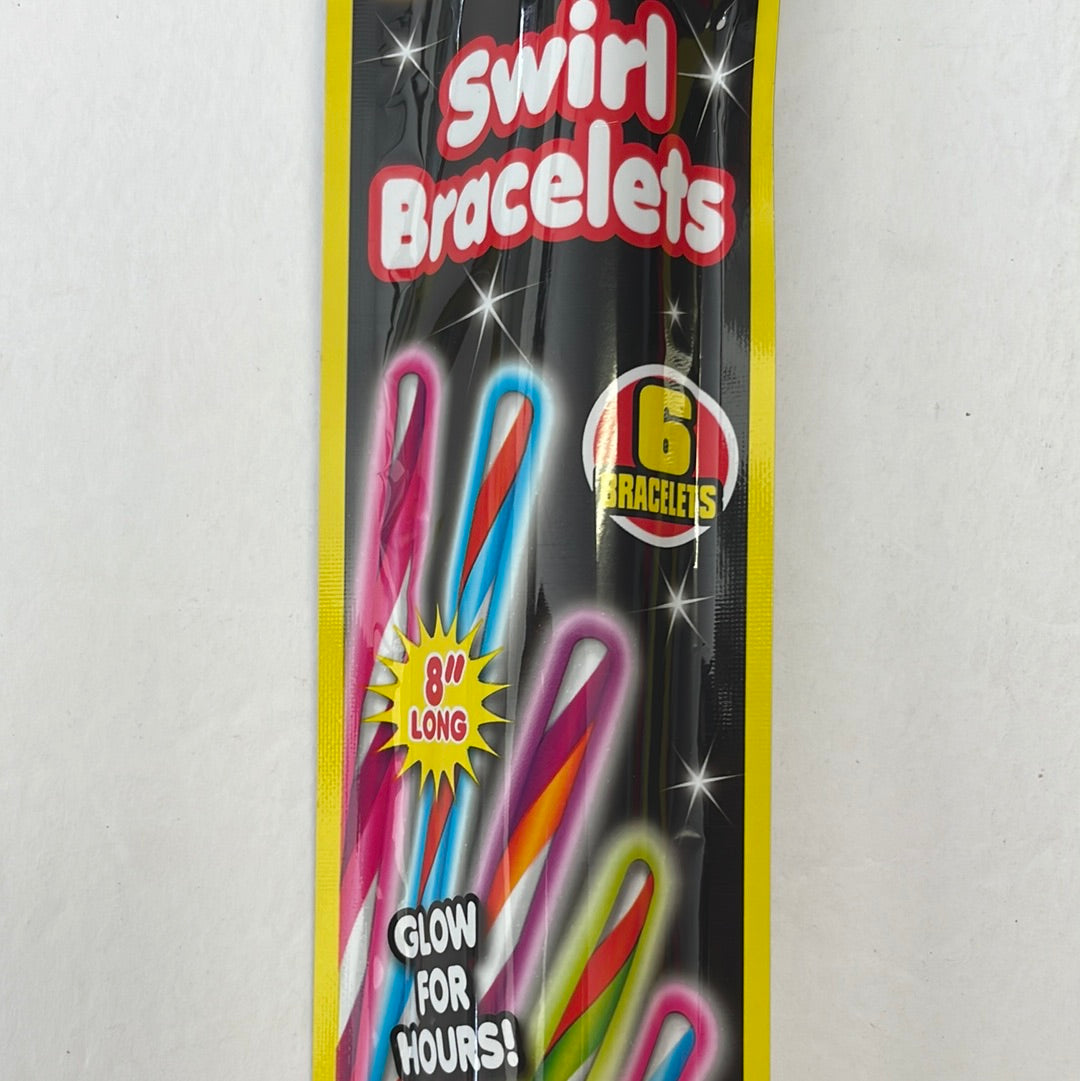 Swirl
Bracelets
6
BRACELETS
8"
LONG
GLOW
FOR
HOURS!